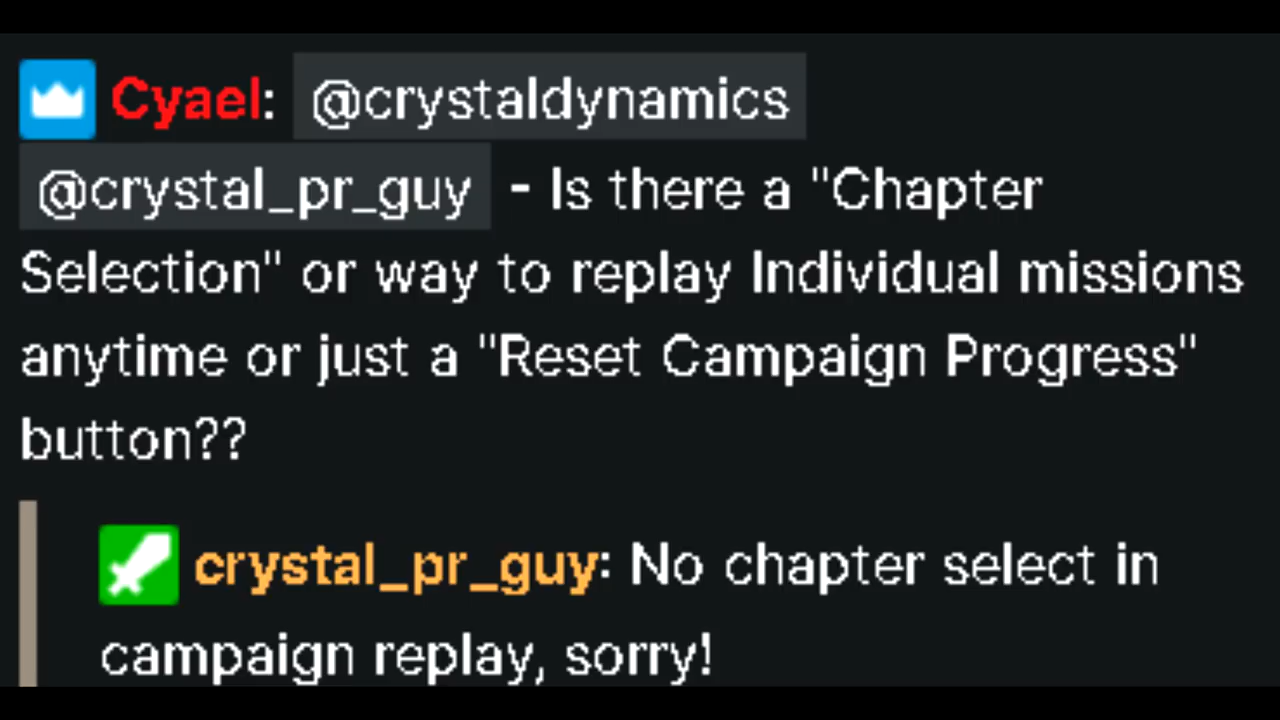 Cyael: @crystaldynamics
@crystal_pr_guy - Is there a "Chapter
Selection" or way to replay Individual missions
anytime or just a "Reset Campaign Progress"
button??
crystal_pr_guy: No chapter select in
campaign replay, sorry!